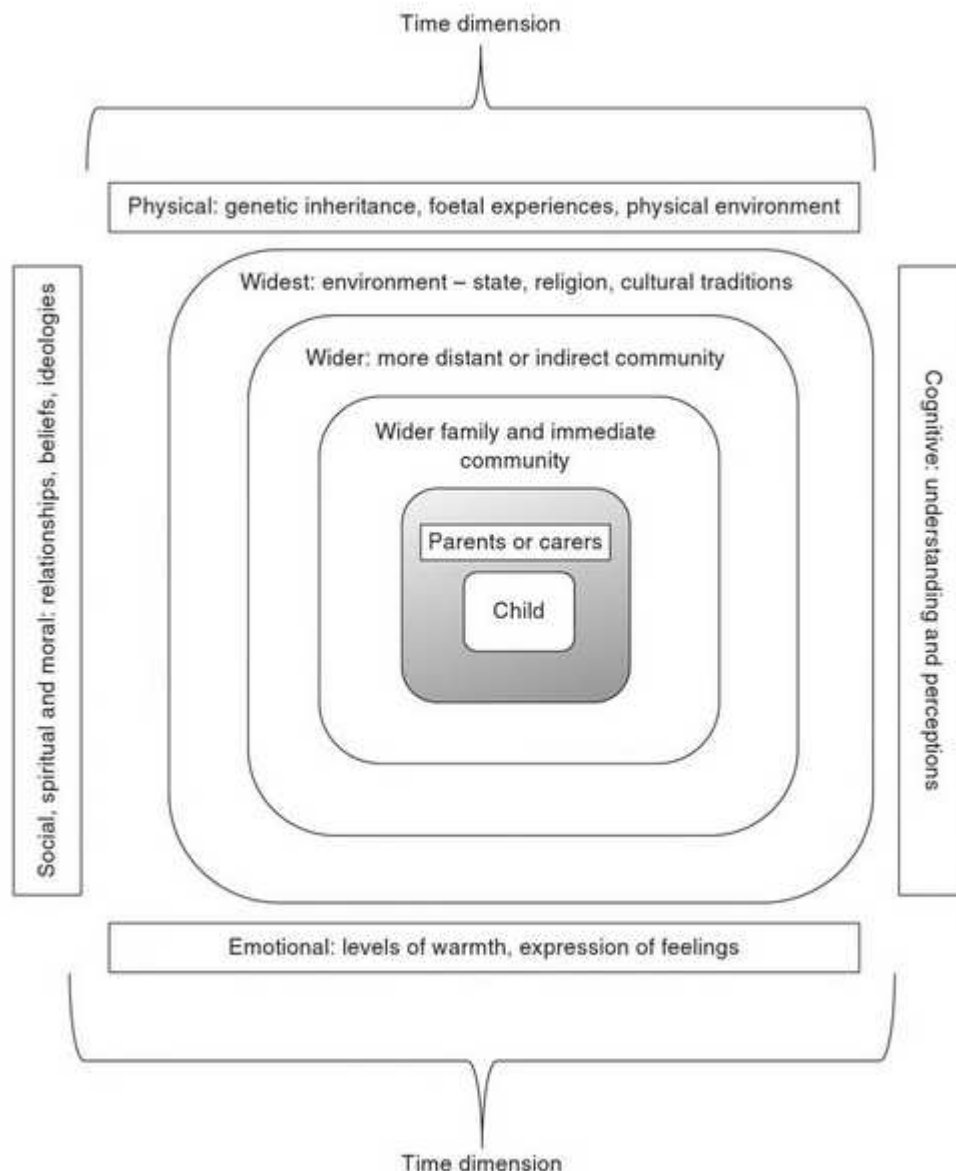 Time dimension
Physical: genetic inheritance, foetal experiences, physical environment
Social, spiritual and moral: relationships, beliefs, ideologies
Widest: environment – state, religion, cultural traditions
Wider: more distant or indirect community
Wider family and immediate
community
Parents or carers
Child
Cognitive: understanding and perceptions
Emotional: levels of warmth, expression of feelings
Time dimension